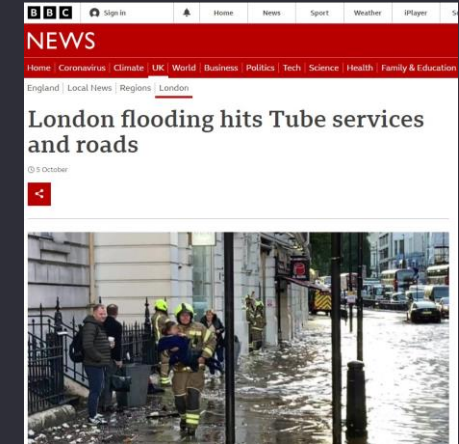 BBC Sign in Home News Sport Weather iPlayer
NEWS
Home Coronavirus Climate UK World Business Politics Tech Science Health Family & Education
England Local News Regions London
London flooding hits Tube services
and roads
5 October